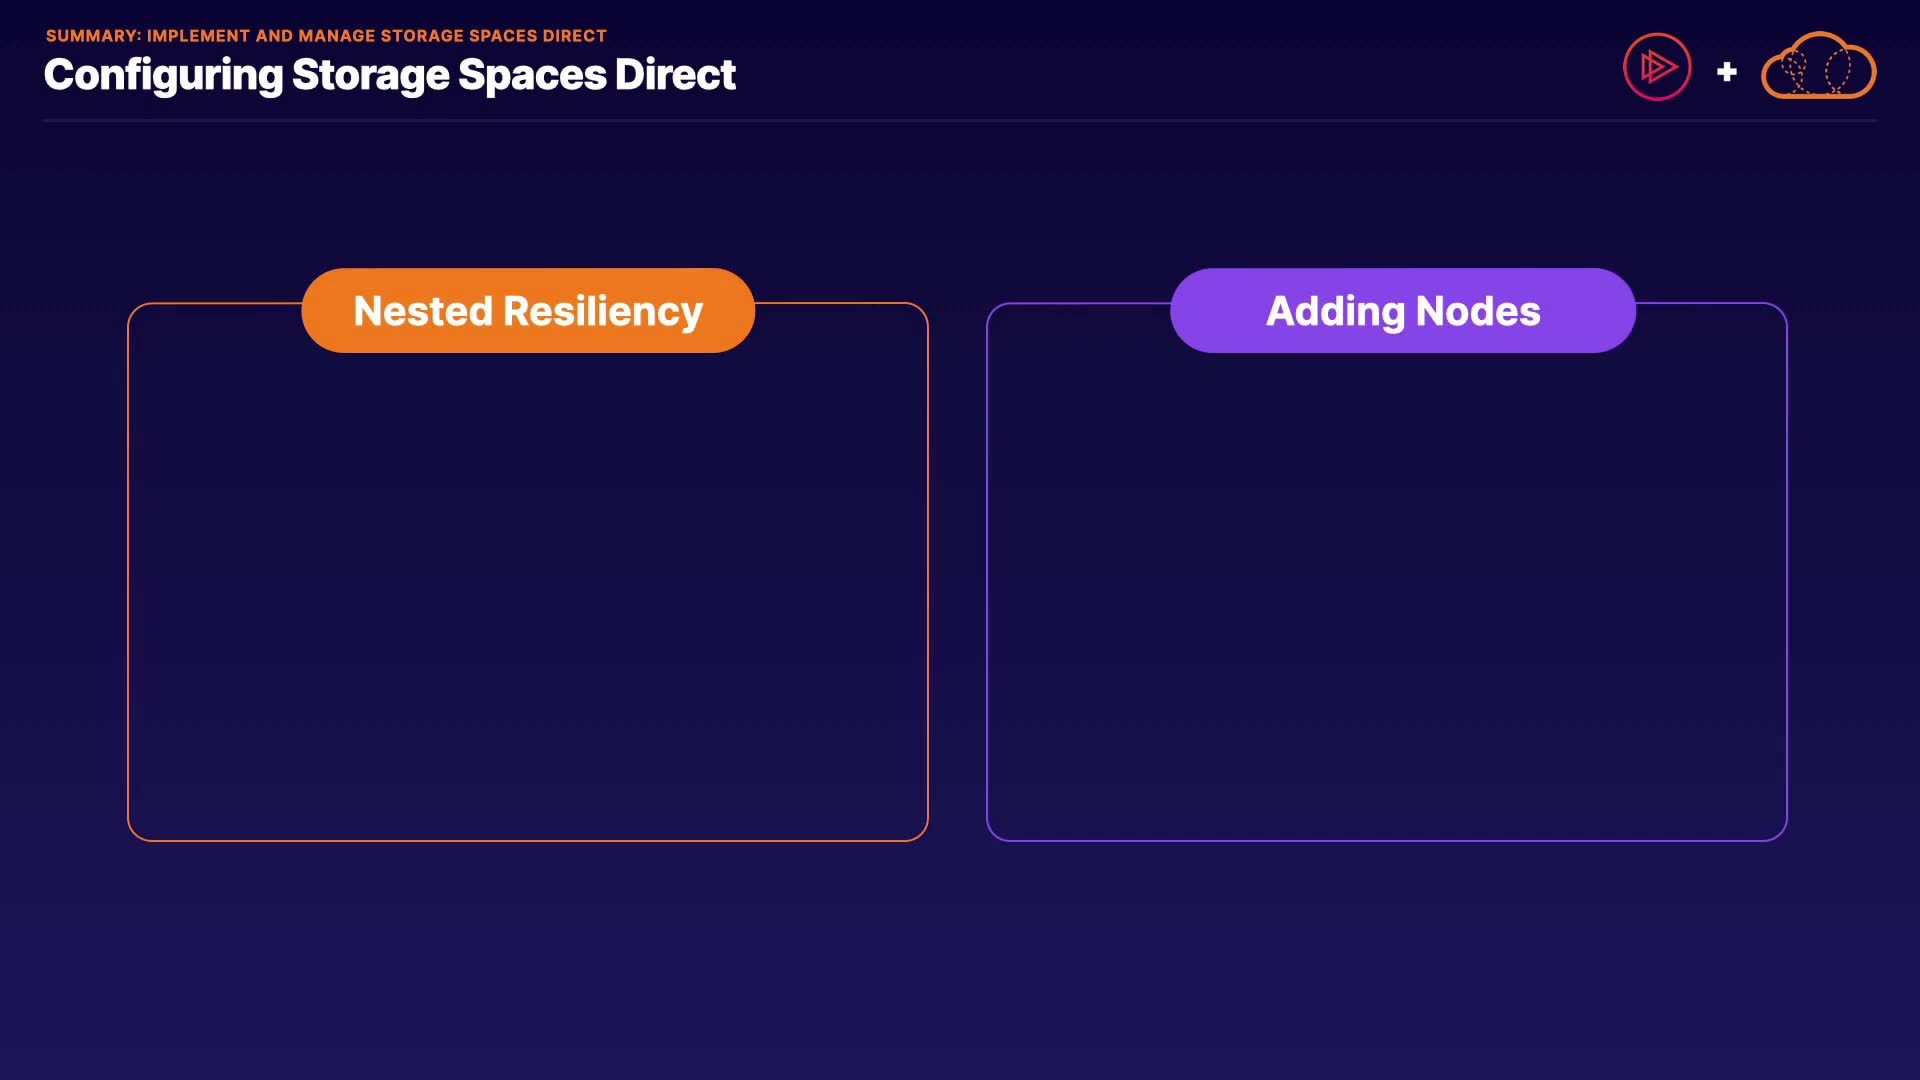 SUMMARY: IMPLEMENT AND MANAGE STORAGE SPACES DIRECT
Configuring Storage Spaces Direct
+
Nested Resiliency
Adding Nodes